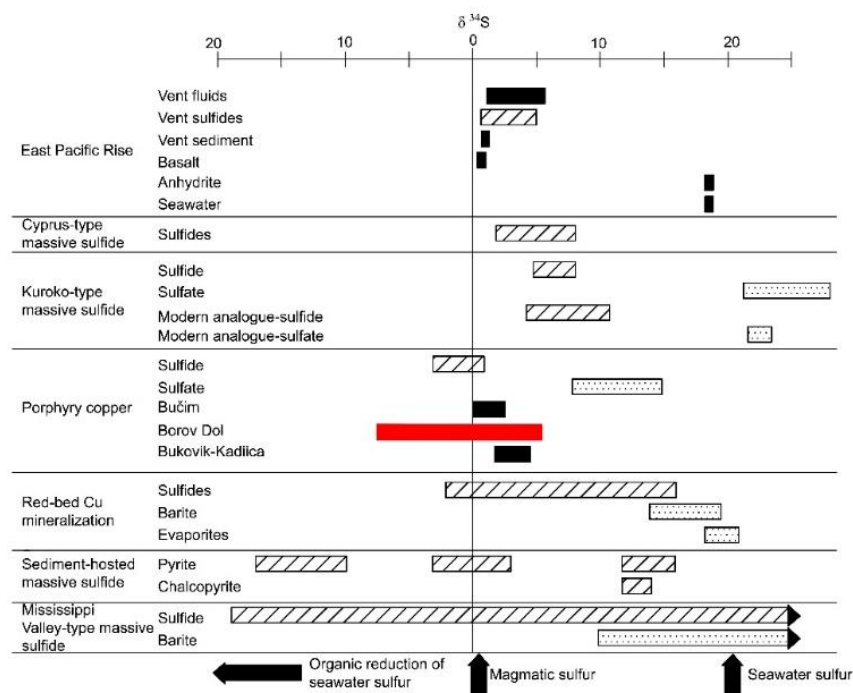 δ ³⁴S
20 10 0 10 20
Vent fluids
Vent sulfides
Vent sediment
East Pacific Rise
Basalt
Anhydrite
Seawater
Cyprus-type
massive sulfide
Sulfides
Sulfide
Kuroko-type
massive sulfide
Sulfate
Modern analogue-sulfide
Modern analogue-sulfate
Sulfide
Sulfate
Porphyry copper
Bučim
Borov Dol
Bukovik-Kadiica
Sulfides
Red-bed Cu
mineralization
Barite
Evaporites
Sediment-hosted
massive sulfide
Pyrite
Chalcopyrite
Mississippi
Valley-type massive
sulfide
Sulfide
Barite
Organic reduction of
seawater sulfur
Magmatic sulfur
Seawater sulfur